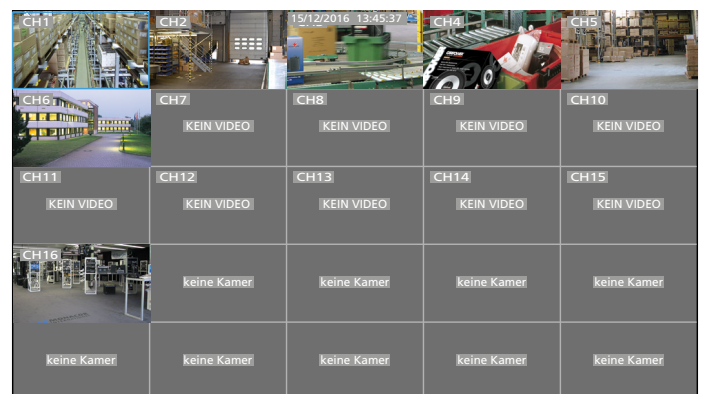 CH1
CH2
15/12/2016 13:45:37
CH4
CH5
CH6
CH7
KEIN VIDEO
CH8
KEIN VIDEO
CH9
KEIN VIDEO
CH10
KEIN VIDEO
CH11
KEIN VIDEO
CH12
KEIN VIDEO
CH13
KEIN VIDEO
CH14
KEIN VIDEO
CH15
KEIN VIDEO
CH16
keine Kamer
keine Kamer
keine Kamer
keine Kamer
keine Kamer
keine Kamer
keine Kamer
keine Kamer
keine Kamer